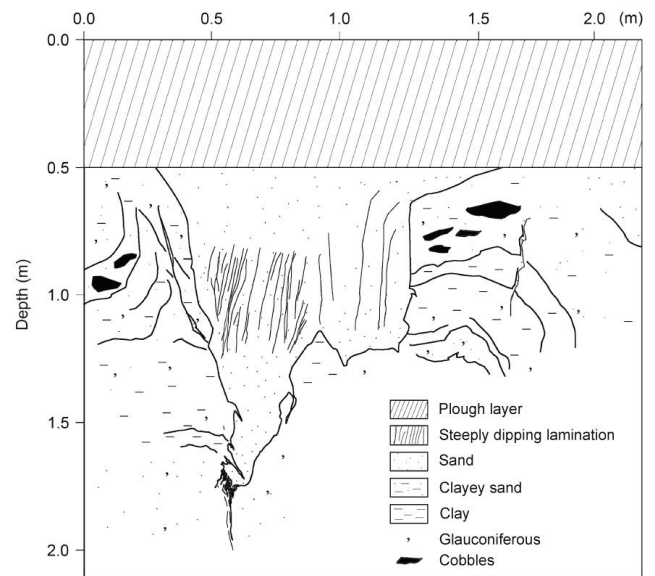 0.0 0.5 1.0 1.5 2.0 (m)
0.0
0.5
1.0
1.5
2.0
Depth (m)
Plough layer
Steeply dipping lamination
Sand
Clayey sand
Clay
Glauconiferous
Cobbles